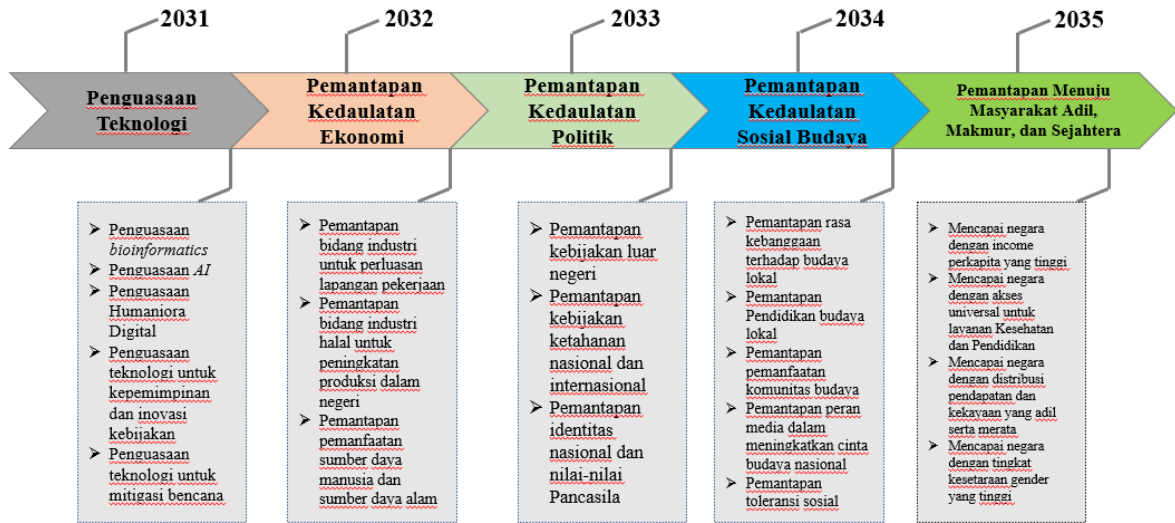 2031
2032
2033
2034
2035
Penguasaan
Teknologi
Pemantapan
Kedaulatan
Ekonomi
Pemantapan
Kedaulatan
Politik
Pemantapan
Kedaulatan
Sosial Budaya
Pemantapan Menuju
Masyarakat Adil,
Makmur, dan Sejahtera
➢ Penguasaan
bioinformatics
➢ Penguasaan AI
➢ Penguasaan
Humaniora
Digital
➢ Penguasaan
teknologi untuk
kepemimpinan
dan inovasi
kebijakan
➢ Penguasaan
teknologi untuk
mitigasi bencana
➢ Pemantapan
bidang industri
untuk perluasan
lapangan pekerjaan
➢ Pemantapan
bidang industri
halal untuk
peningkatan
produksi dalam
negeri
➢ Pemantapan
pemanfaatan
sumber daya
manusia dan
sumber daya alam
➢ Pemantapan
kebijakan luar
negeri
➢ Pemantapan
kebijakan
ketahanan
nasional dan
internasional
➢ Pemantapan
identitas
nasional dan
nilai-nilai
Pancasila
➢ Pemantapan rasa
kebanggaan
terhadap budaya
lokal
➢ Pemantapan
Pendidikan budaya
lokal
➢ Pemantapan
pemanfaatan
komunitas budaya
➢ Pemantapan peran
media dalam
meningkatkan cinta
budaya nasional
➢ Pemantapan
toleransi sosial
➢ Mencapai negara
dengan income
perkapita yang tinggi
➢ Mencapai negara
dengan akses
universal untuk
layanan Kesehatan
dan Pendidikan
➢ Mencapai negara
dengan distribusi
pendapatan dan
kekayaan yang adil
serta merata
➢ Mencapai negara
dengan tingkat
kesetaraan gender
yang tinggi